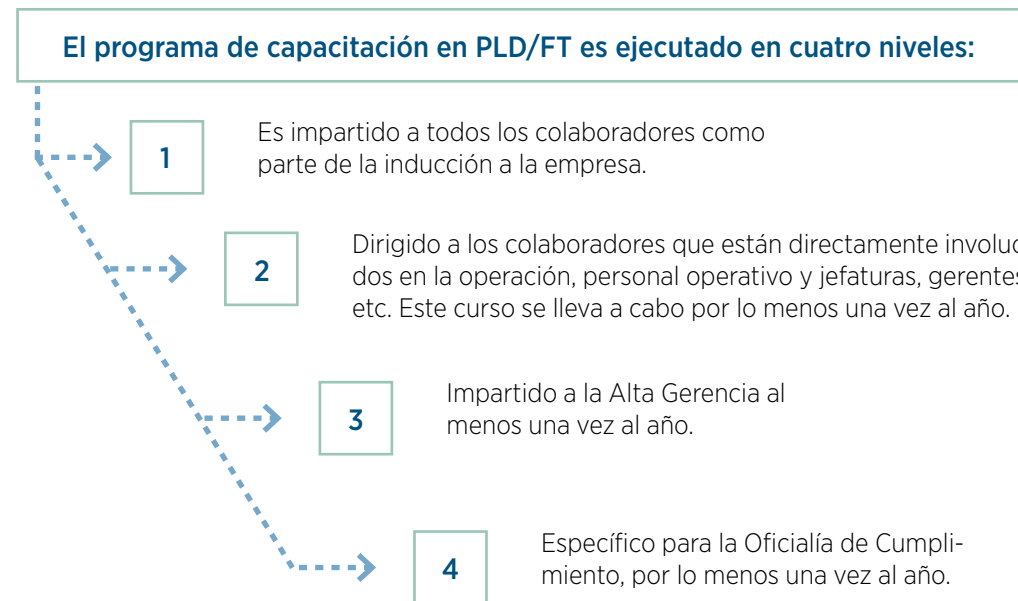 El programa de capacitación en PLD/FT es ejecutado en cuatro niveles:
1
Es impartido a todos los colaboradores como
parte de la inducción a la empresa.
2
Dirigido a los colaboradores que están directamente
dos en la operación, personal operativo y jefaturas, gerentes
etc. Este curso se lleva a cabo por lo menos una vez al año.
3
Impartido a la Alta Gerencia al
menos una vez al año.
4
Específico para la Oficialía de Cumpli-
miento, por lo menos una vez al año.